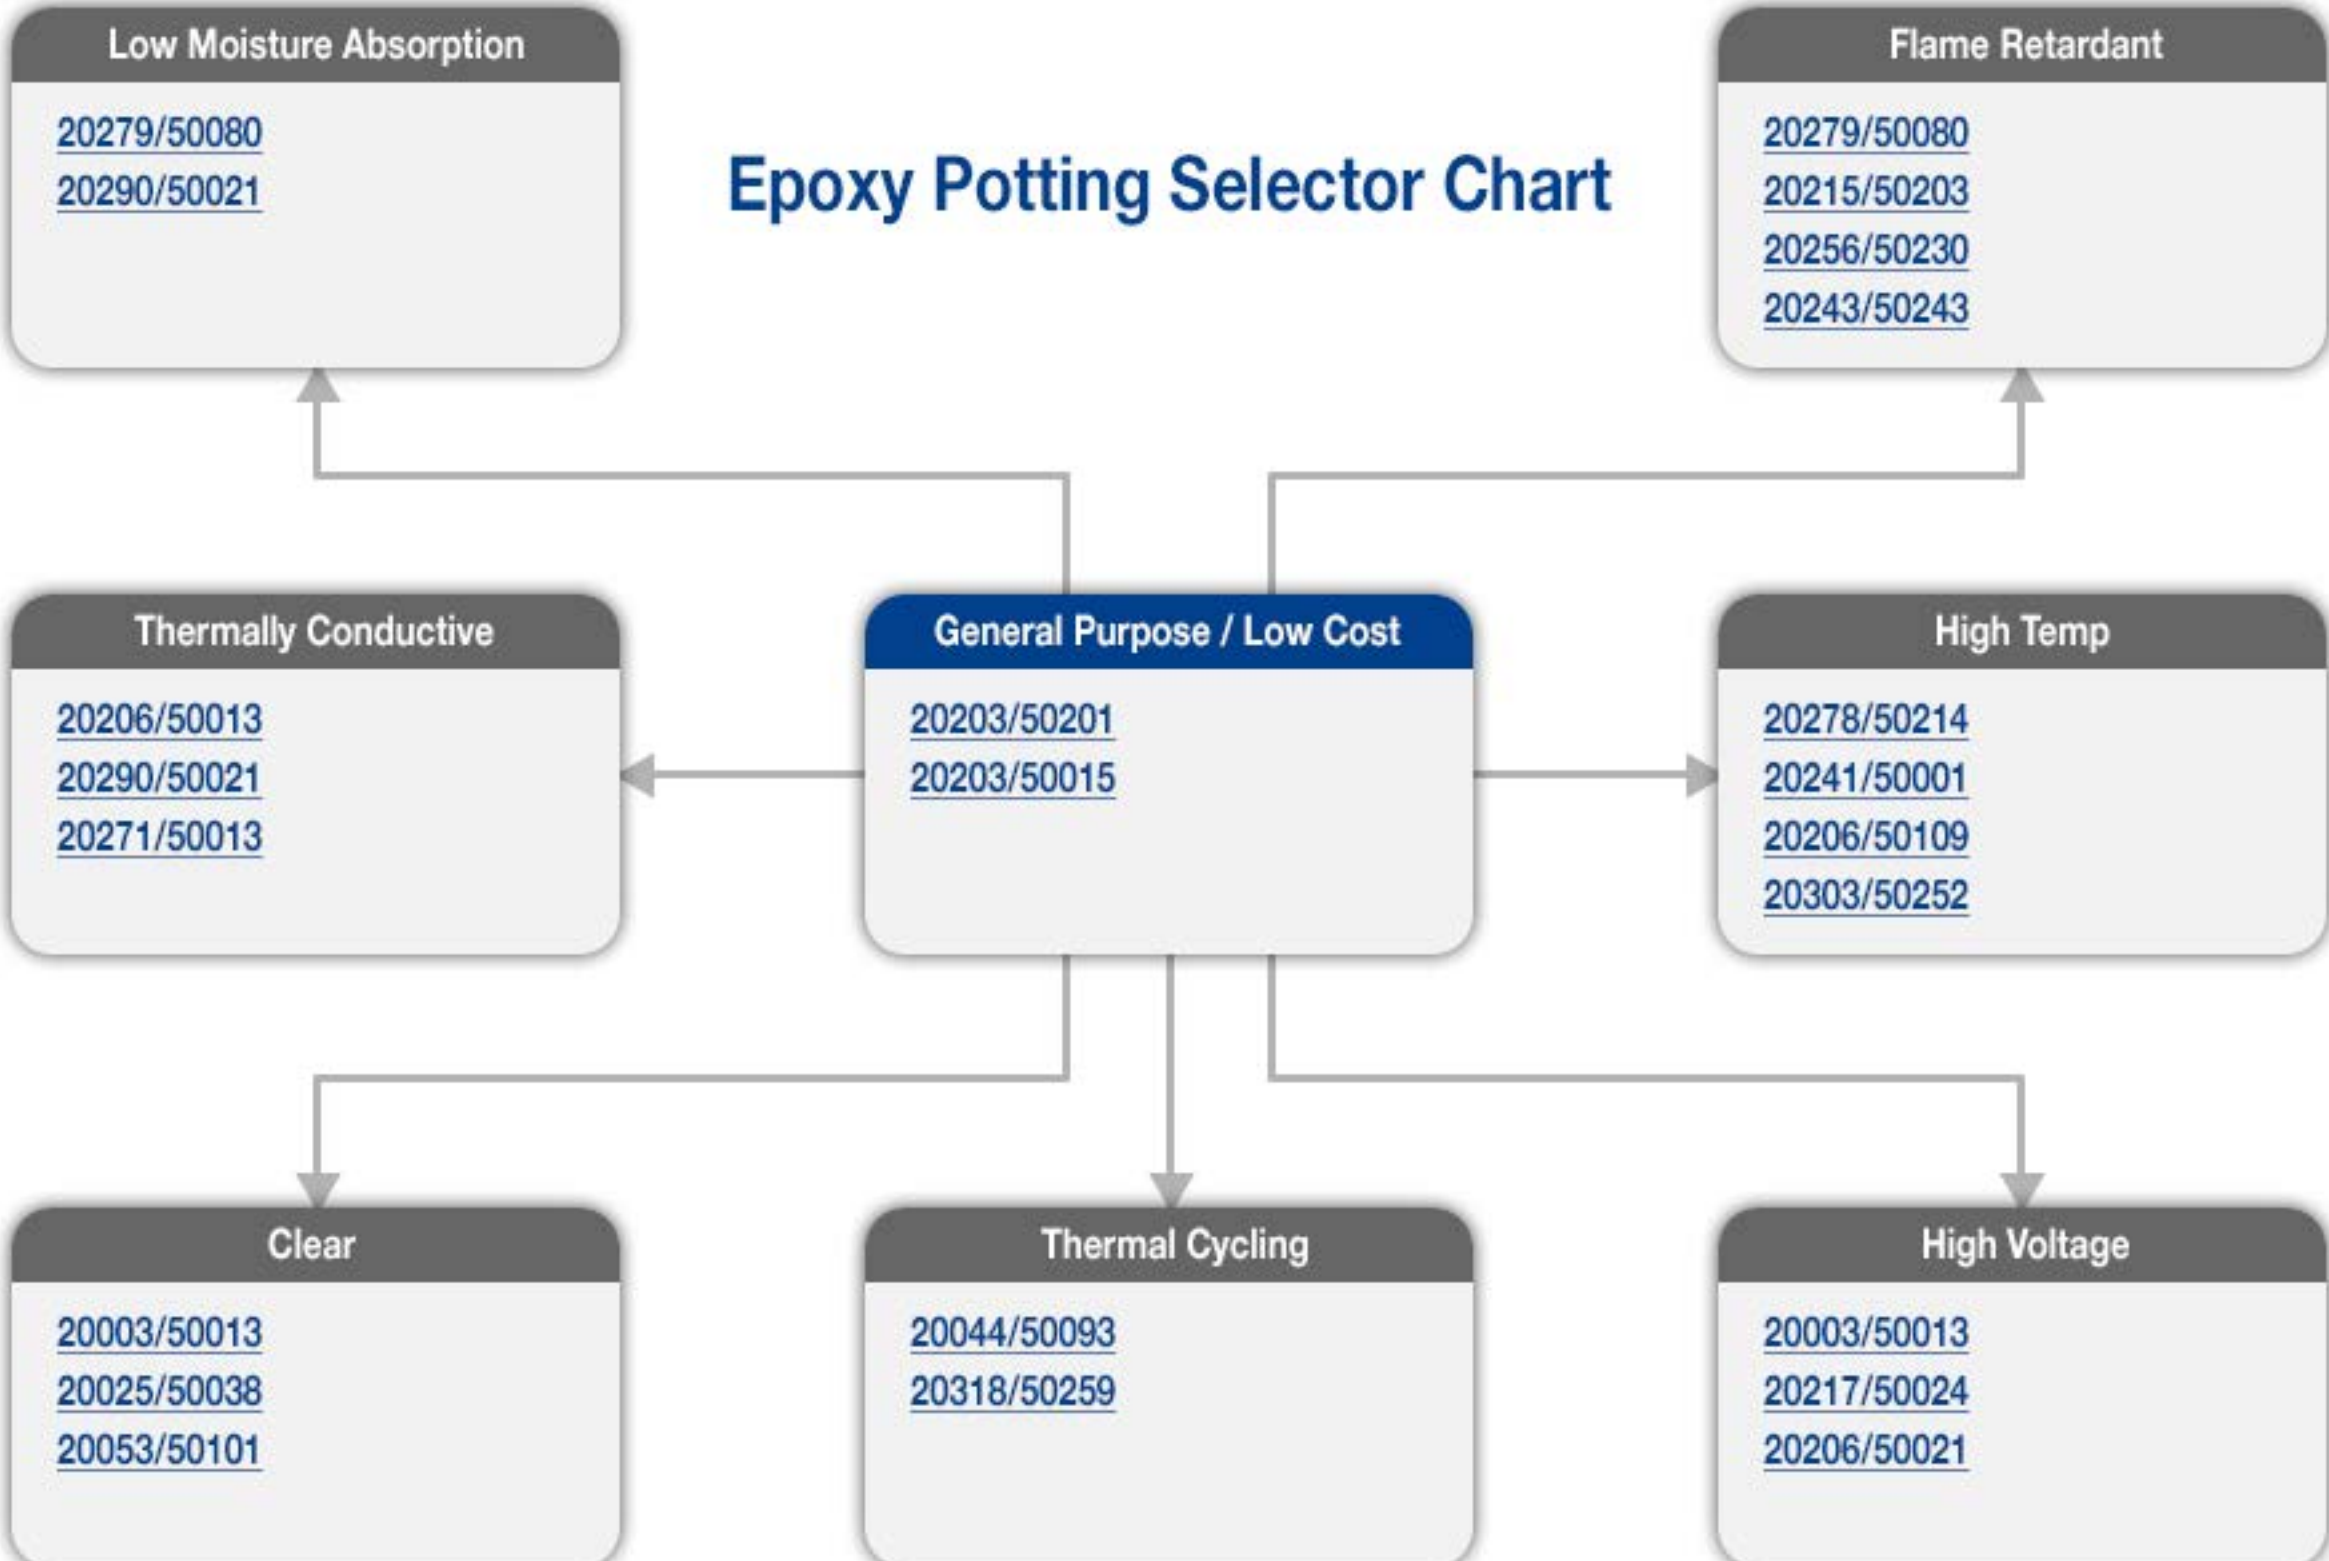 Low Moisture Absorption
20279/50080
20290/50021
Epoxy Potting Selector Chart
Flame Retardant
20279/50080
20215/50203
20256/50230
20243/50243
Thermally Conductive
20206/50013
20290/50021
20271/50013
General Purpose / Low Cost
20203/50201
20203/50015
High Temp
20278/50214
20241/50001
20206/50109
20303/50252
Clear
20003/50013
20025/50038
20053/50101
Thermal Cycling
20044/50093
20318/50259
High Voltage
20003/50013
20217/50024
20206/50021